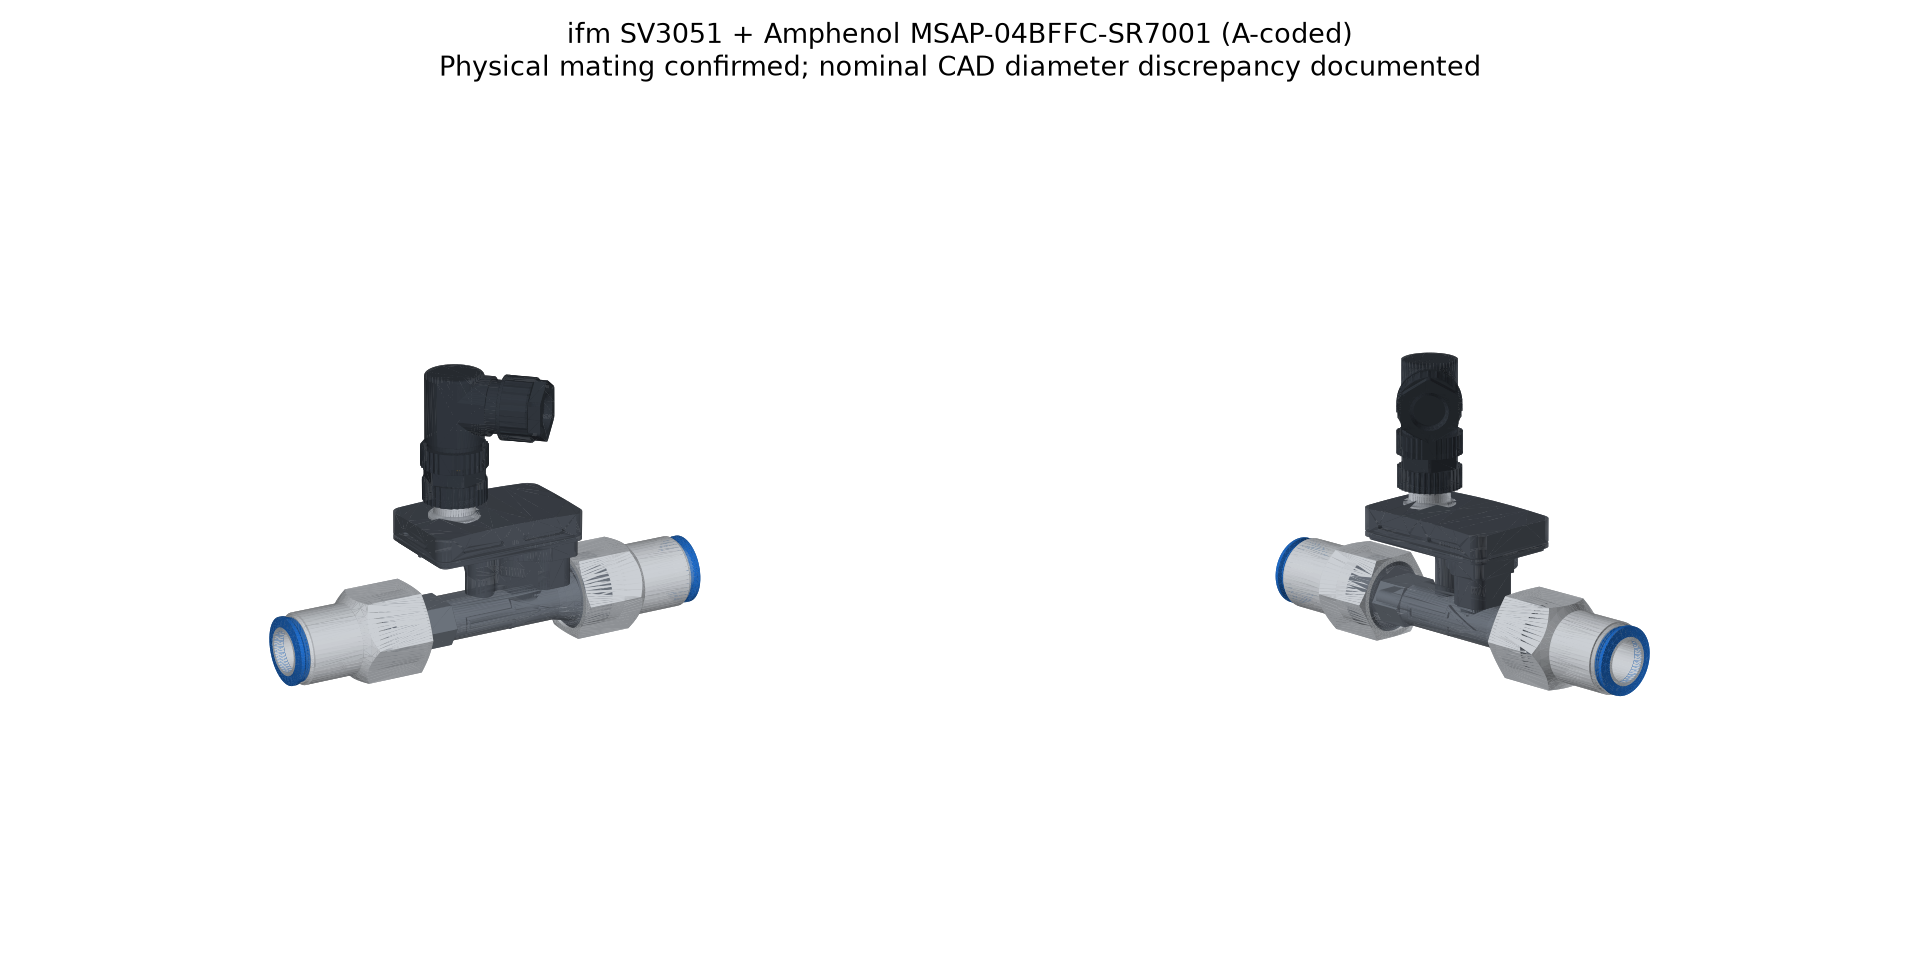 ifm SV3051 + Amphenol MSAP-04BFFC-SR7001 (A-coded)
Physical mating confirmed; nominal CAD diameter discrepancy documented